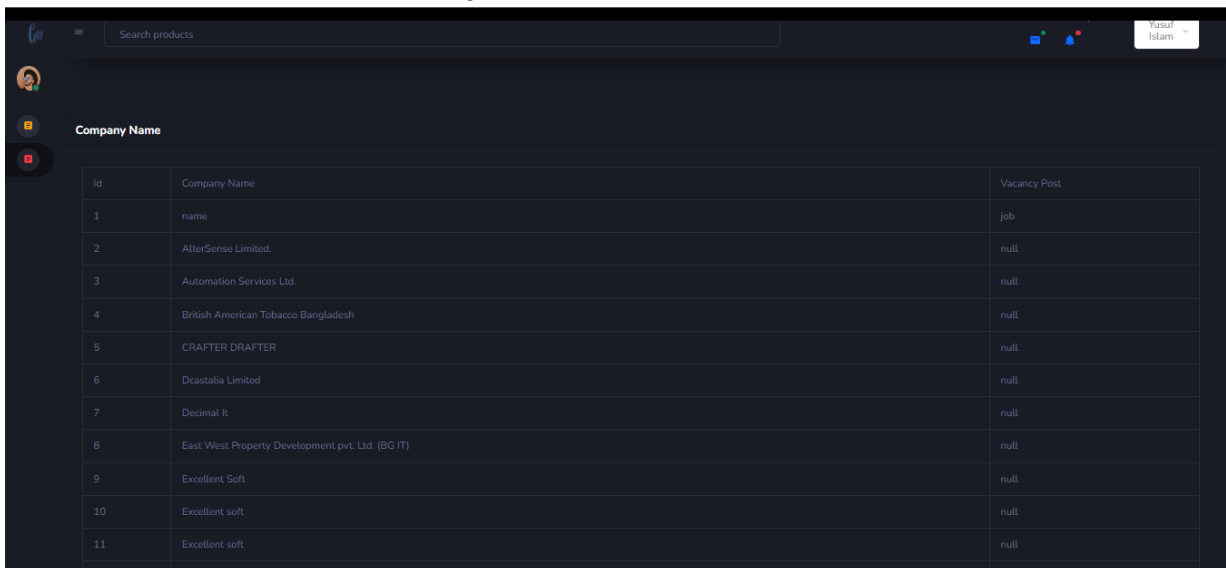 Search products
Yusuf
Islam
Company Name
Id Company Name Vacancy Post
1 name job
2 AlterSense Limited. null
3 Automation Services Ltd. null
4 British American Tobacco Bangladesh null
5 CRAFTER DRAFTER null
6 Dcastalia Limited null
7 Decimal It null
8 East West Property Development pvt. Ltd. (BG IT) null
9 Excellent Soft null
10 Excellent soft null
11 Excellent soft null